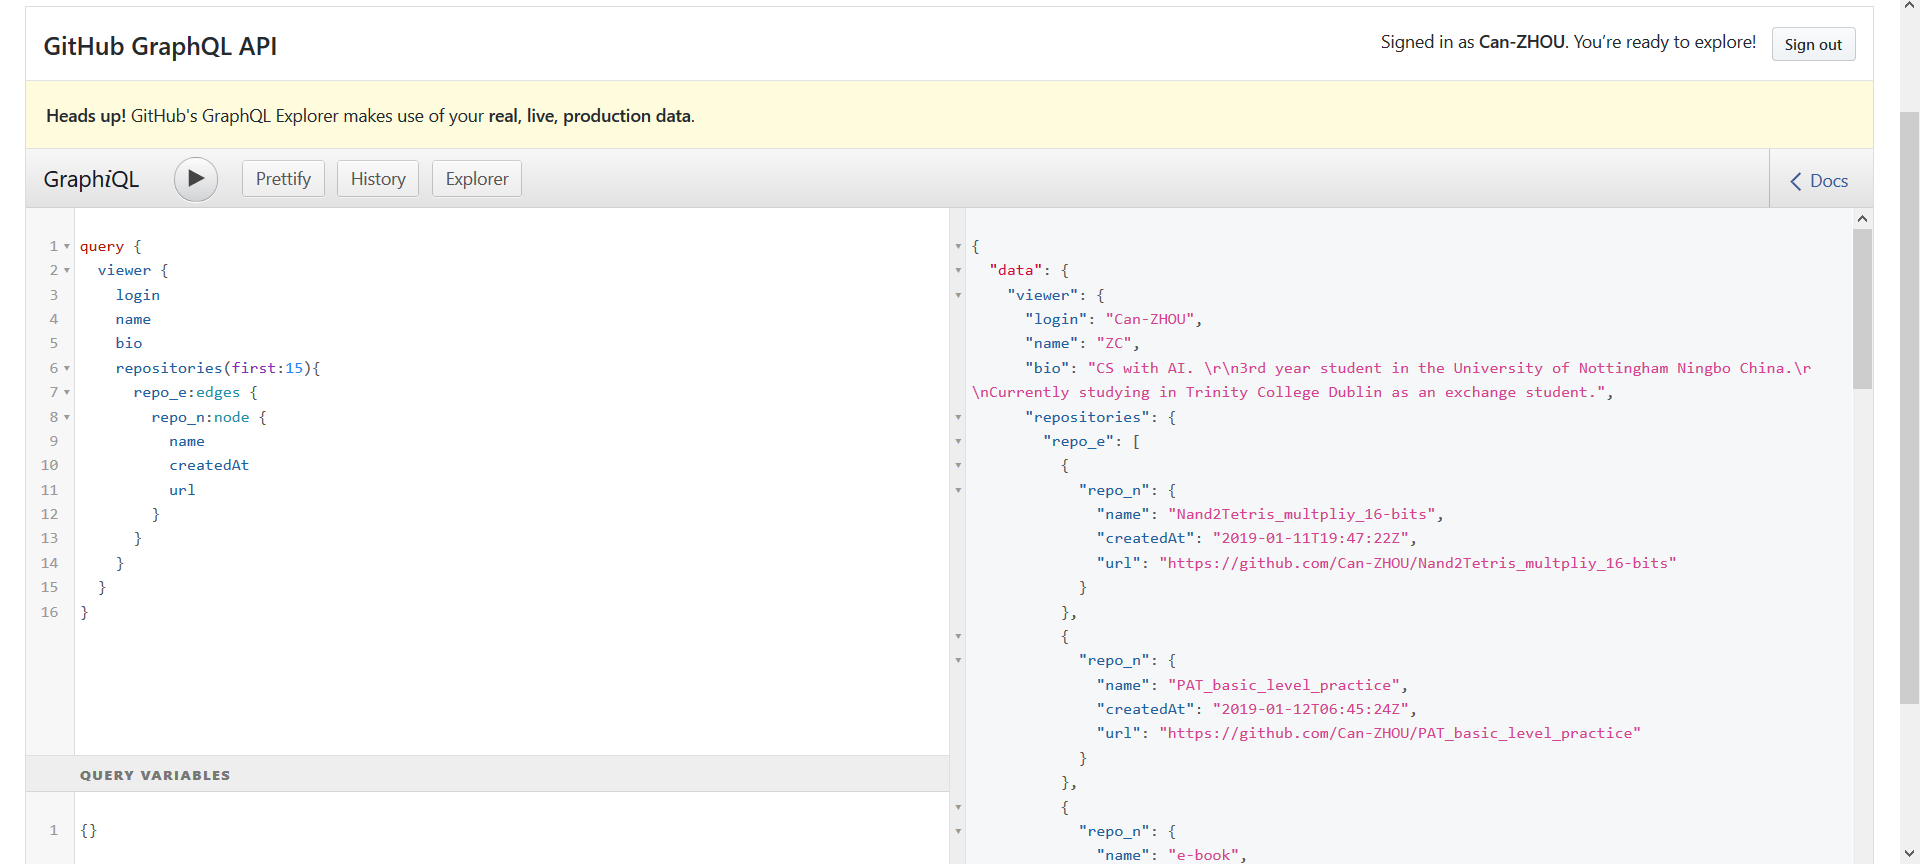 GitHub GraphQL API
Signed in as Can-ZHOU. You're ready to explore!
Sign out
Heads up! GitHub's GraphQL Explorer makes use of your real, live, production data.
GraphiQL
Prettify
History
Explorer
Docs
1 query {
2 viewer {
3 login
4 name
5 bio
6 repositories(first:15){
7 repo_e:edges {
8 repo_n:node {
9 name
10 createdAt
11 url
12 }
13 }
14 }
15 }
16 }
QUERY VARIABLES
1 {}
{
"data": {
"viewer": {
"login": "Can-ZHOU",
"name": "ZC",
"bio": "CS with AI. \r\n3rd year student in the University of Nottingham Ningbo China.\r
\nCurrently studying in Trinity College Dublin as an exchange student.",
"repositories": {
"repo_e": [
{
"repo_n": {
"name": "Nand2Tetris_multpliy_16-bits",
"createdAt": "2019-01-11T19:47:22Z",
"url": "https://github.com/Can-ZHOU/Nand2Tetris_multpliy_16-bits"
}
},
{
"repo_n": {
"name": "PAT_basic_level_practice",
"createdAt": "2019-01-12T06:45:24Z",
"url": "https://github.com/Can-ZHOU/PAT_basic_level_practice"
}
},
{
"repo_n": {
"name": "e-book",